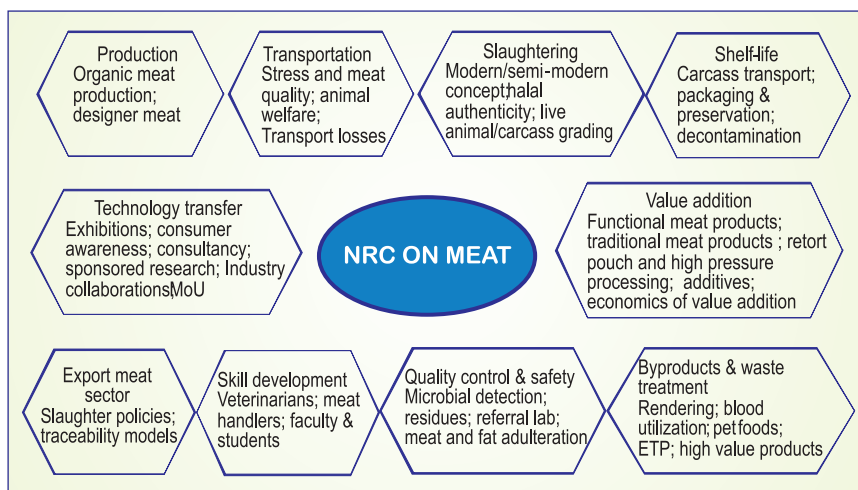 Production
Organic meat
production;
designer meat
Transportation
Stress and meat
quality; animal
welfare;
Transport losses
Slaughtering
Modern/semi-modern
concept;halal
authenticity; live
animal/carcass grading
Shelf-life
Carcass transport;
packaging &
preservation;
decontamination
Technology transfer
Exhibitions; consumer
awareness; consultancy;
sponsored research; Industry
collaborations;MoU
NRC ON MEAT
Value addition
Functional meat products;
traditional meat products ; retort
pouch and high pressure
processing; additives;
economics of value addition
Export meat
sector
Slaughter policies;
traceability models
Skill development
Veterinarians; meat
handlers; faculty &
students
Quality control & safety
Microbial detection;
residues; referral lab;
meat and fat adulteration
Byproducts & waste
treatment
Rendering; blood
utilization; pet foods;
ETP; high value products